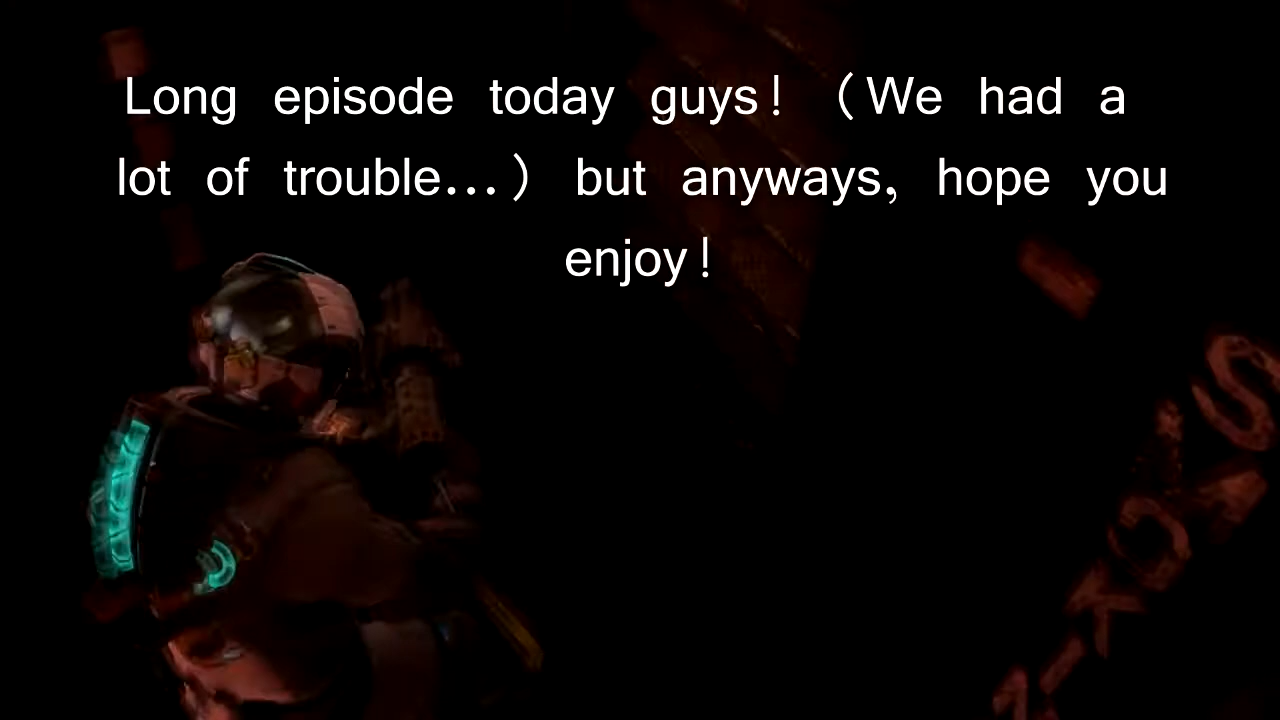 Long episode today guys! (We had a
lot of trouble...) but anyways, hope you
enjoy!